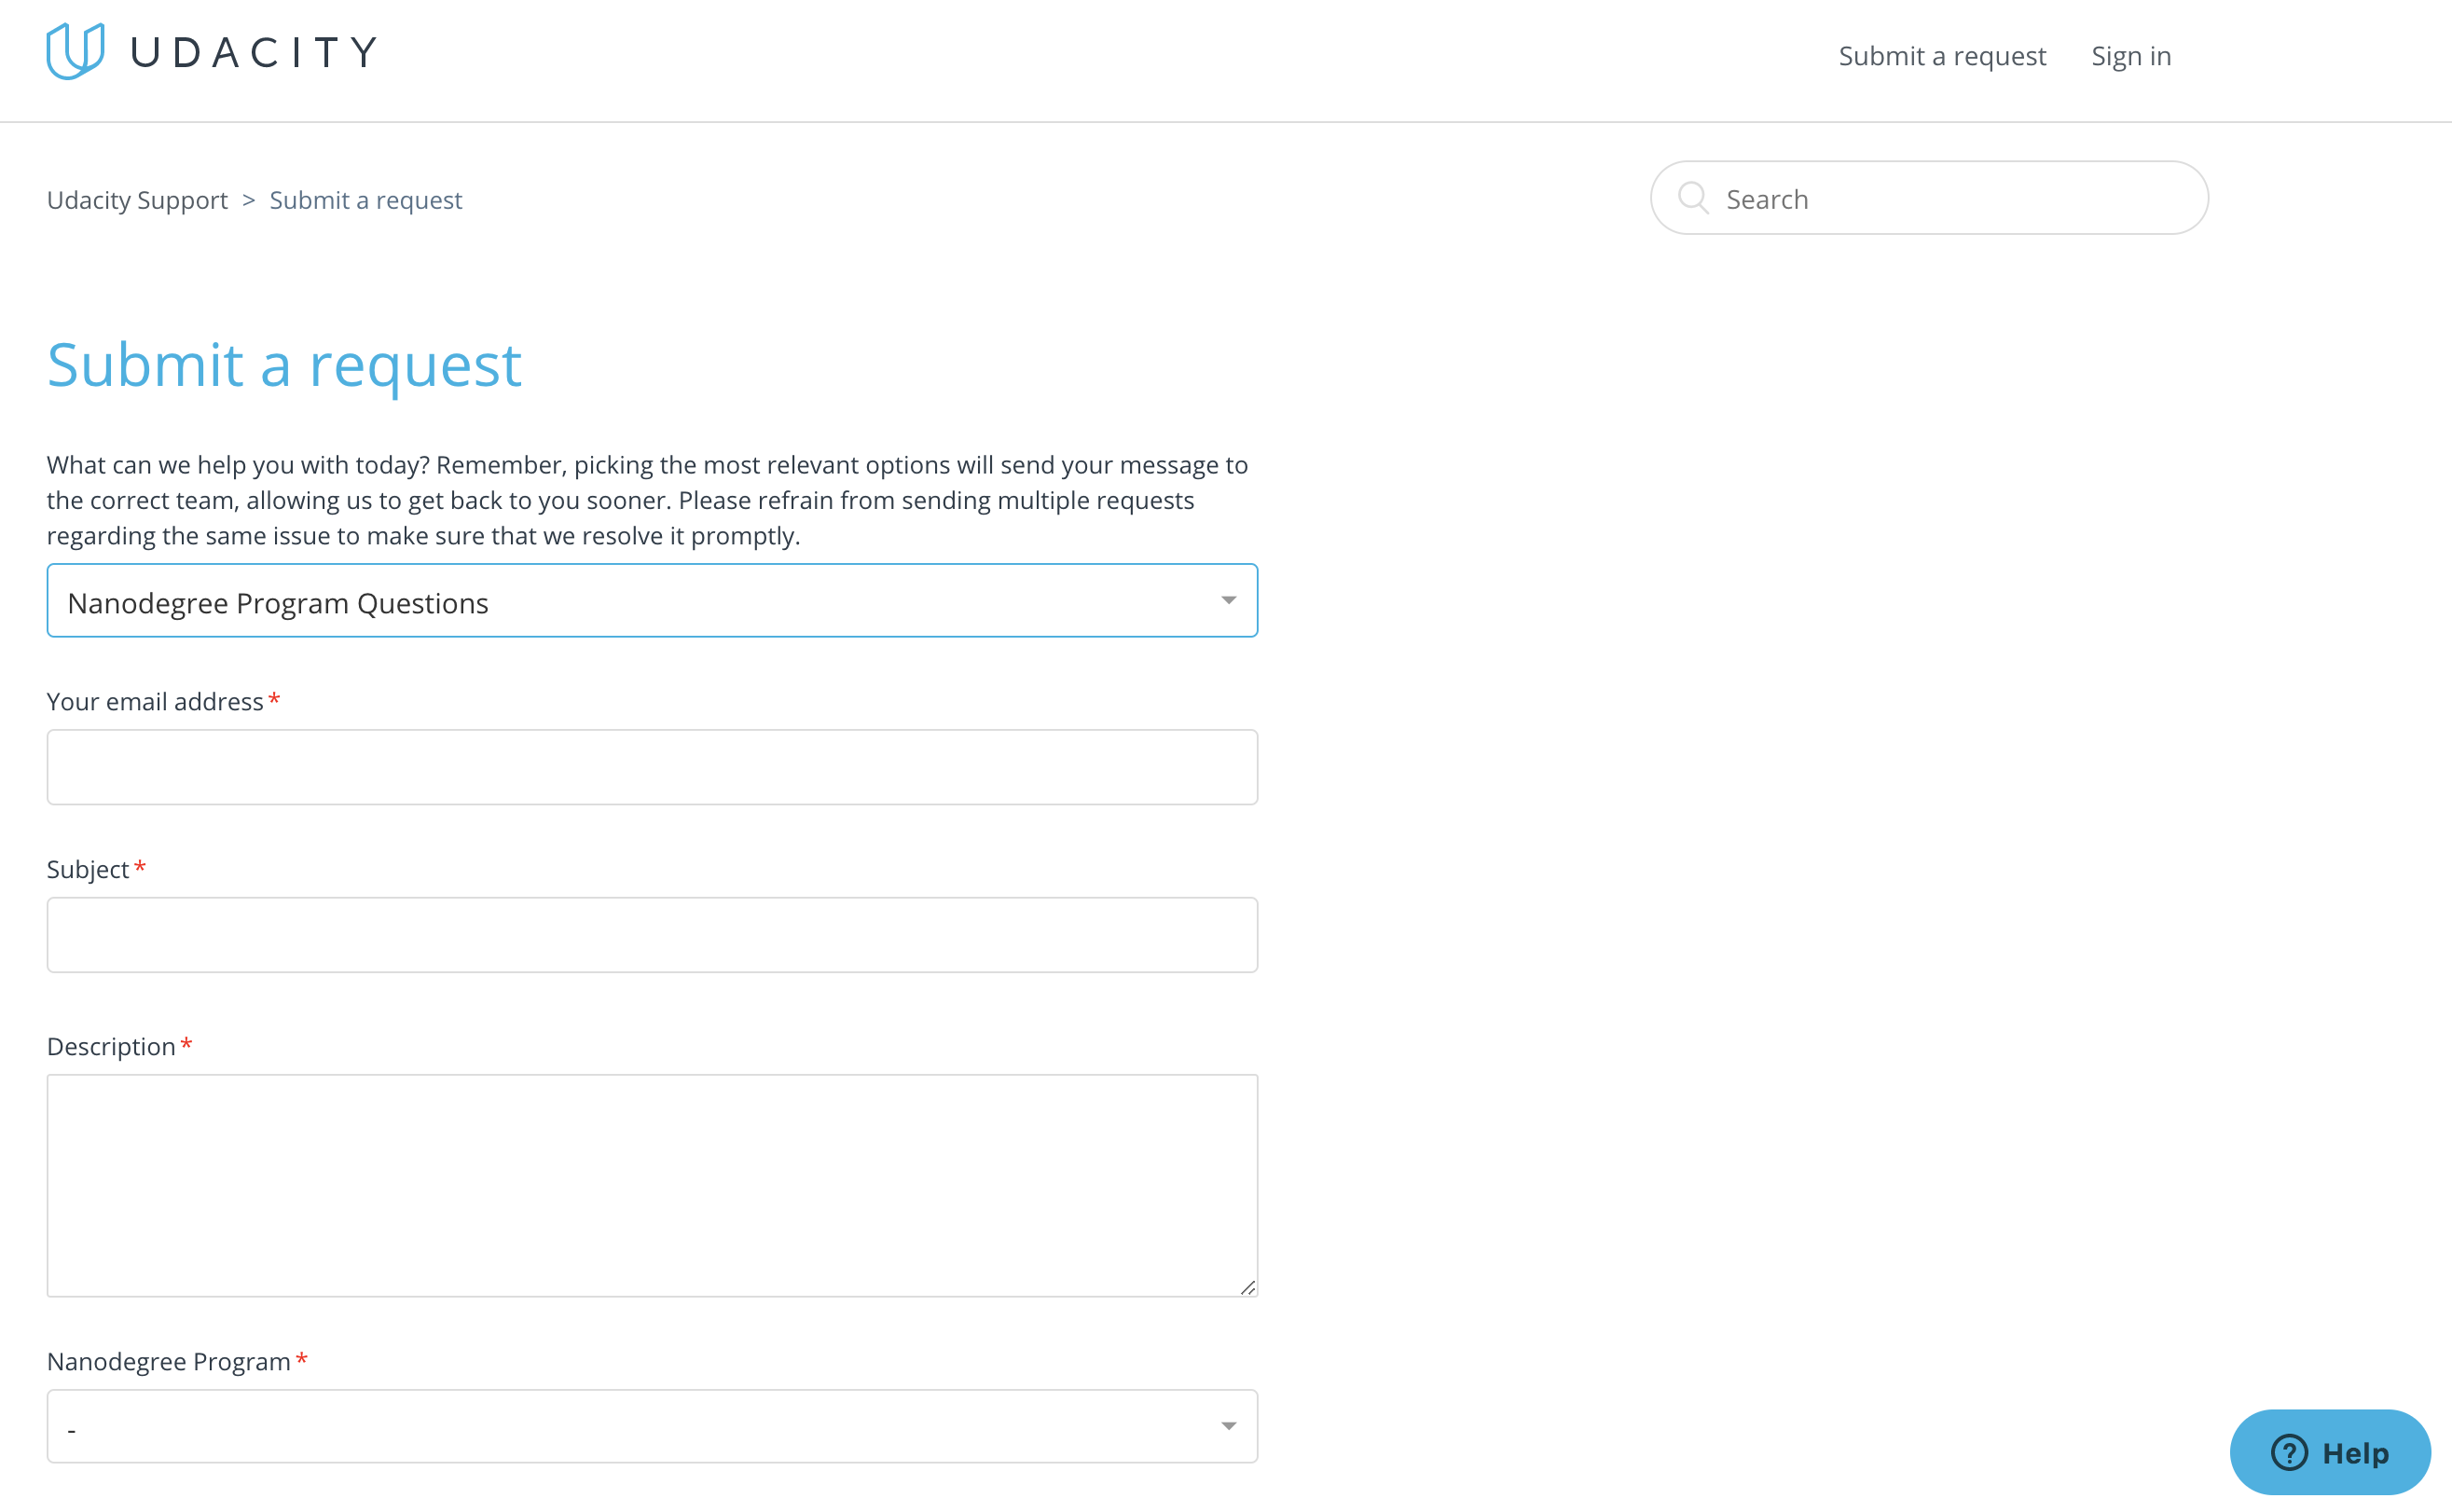 UDACITY
Submit a request
Sign in
Udacity Support > Submit a request
Search
Submit a request
What can we help you with today? Remember, picking the most relevant options will send your message to
the correct team, allowing us to get back to you sooner. Please refrain from sending multiple requests
regarding the same issue to make sure that we resolve it promptly.
Nanodegree Program Questions
Your email address *
Subject *
Description *
Nanodegree Program *
-
? Help